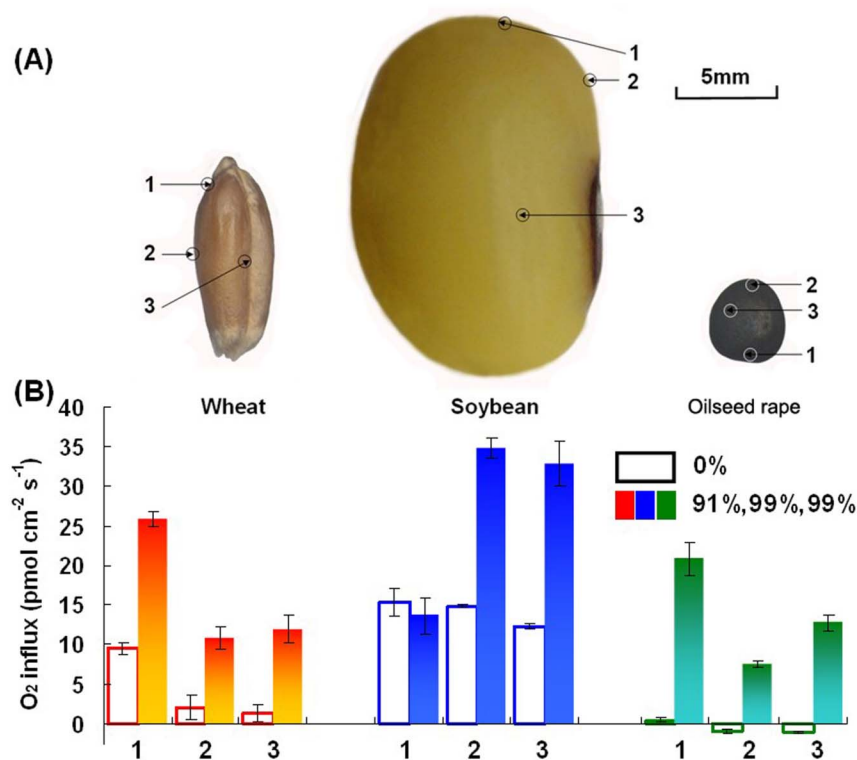 (A)
1
2
5mm
1
2
3
3
2
3
1
(B)
Wheat
Soybean
Oilseed rape
O2 influx (pmol cm-2 s-1)
40
35
30
25
20
15
10
5
0
0%
91%,99%,99%
1 2 3 1 2 3 1 2 3